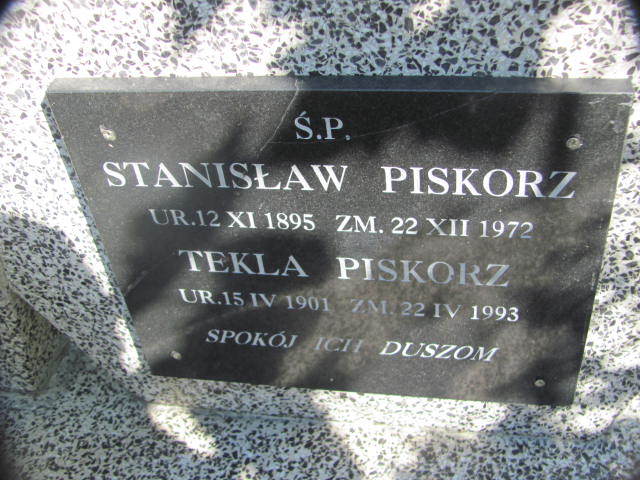 Ś.P.
STANISŁAW PISKORZ
UR.12 XI 1895 ZM. 22 XII 1972
TEKLA PISKORZ
UR.15 IV 1901 ZM. 22 IV 1993
SPOKÓJ ICH DUSZOM